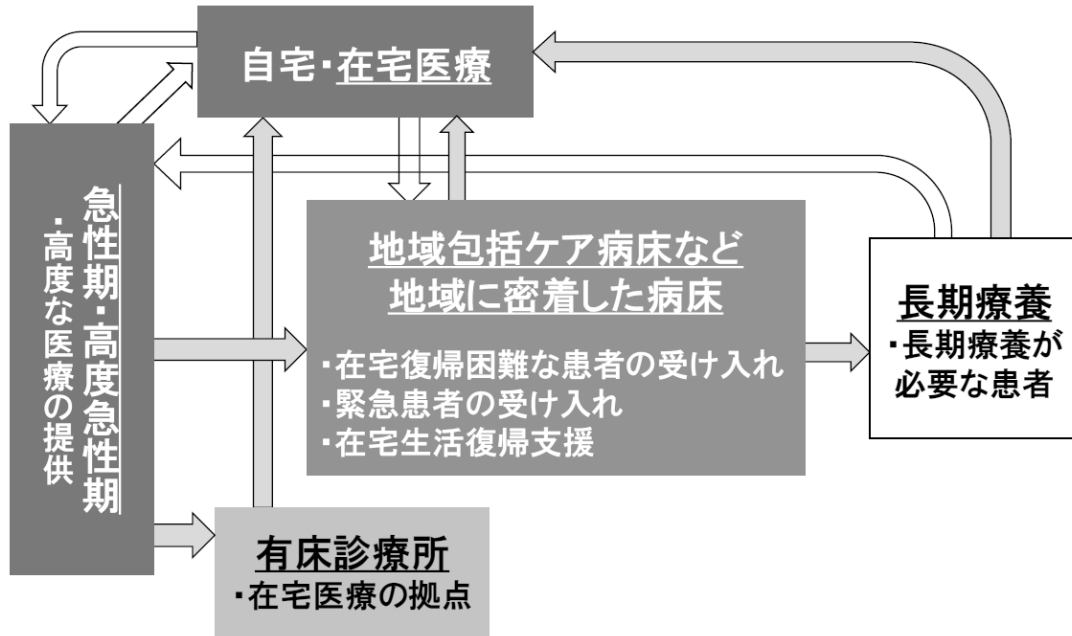 自宅・在宅医療
急性期・高度急性期
・高度な医療の提供
地域包括ケア病床など
地域に密着した病床
・在宅復帰困難な患者の受け入れ
・緊急患者の受け入れ
・在宅生活復帰支援
長期療養
・長期療養が
必要な患者
有床診療所
・在宅医療の拠点